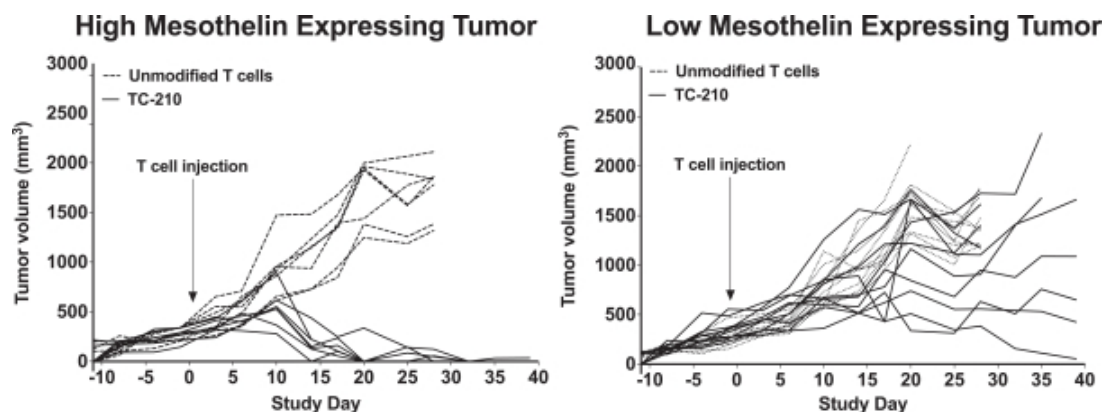 High Mesothelin Expressing Tumor
3000
2500
2000
1500
1000
500
0
Tumor volume (mm³)
Unmodified T cells
TC-210
T cell injection
-10 -5 0 5 10 15 20 25 30 35 40
Study Day
Low Mesothelin Expressing Tumor
3000
2500
2000
1500
1000
500
0
Tumor volume (mm³)
Unmodified T cells
TC-210
T cell injection
-10 -5 0 5 10 15 20 25 30 35 40
Study Day